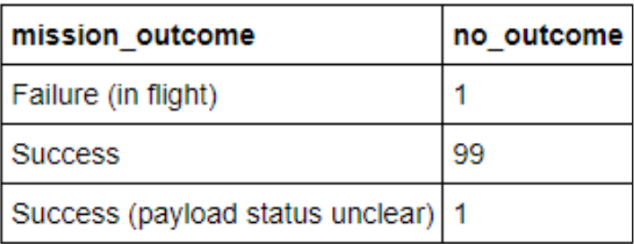 mission_outcome no_outcome
Failure (in flight) 1
Success 99
Success (payload status unclear) 1